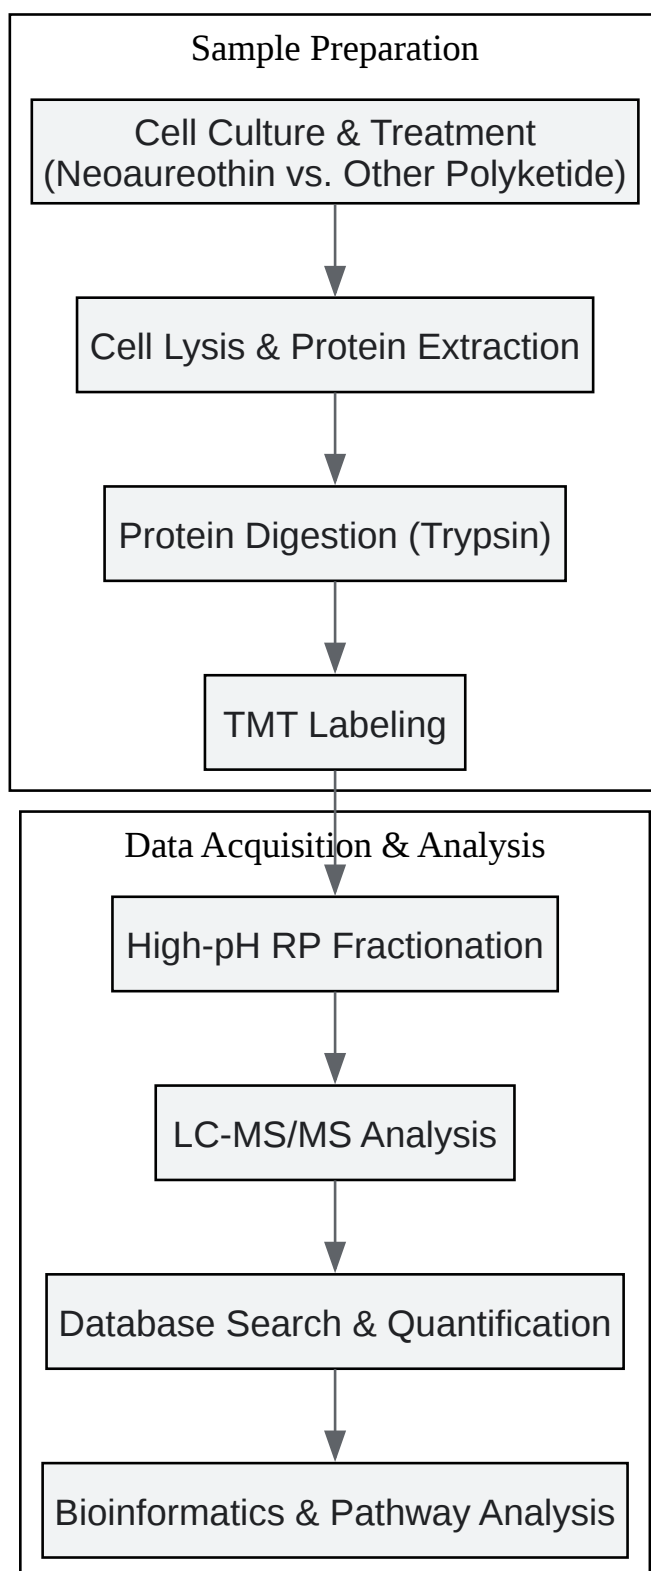 Sample Preparation
Cell Culture & Treatment
(Neoaureothin vs. Other Polyketide)
Cell Lysis & Protein Extraction
Protein Digestion (Trypsin)
TMT Labeling
Data Acquisition & Analysis
High-pH RP Fractionation
LC-MS/MS Analysis
Database Search & Quantification
Bioinformatics & Pathway Analysis